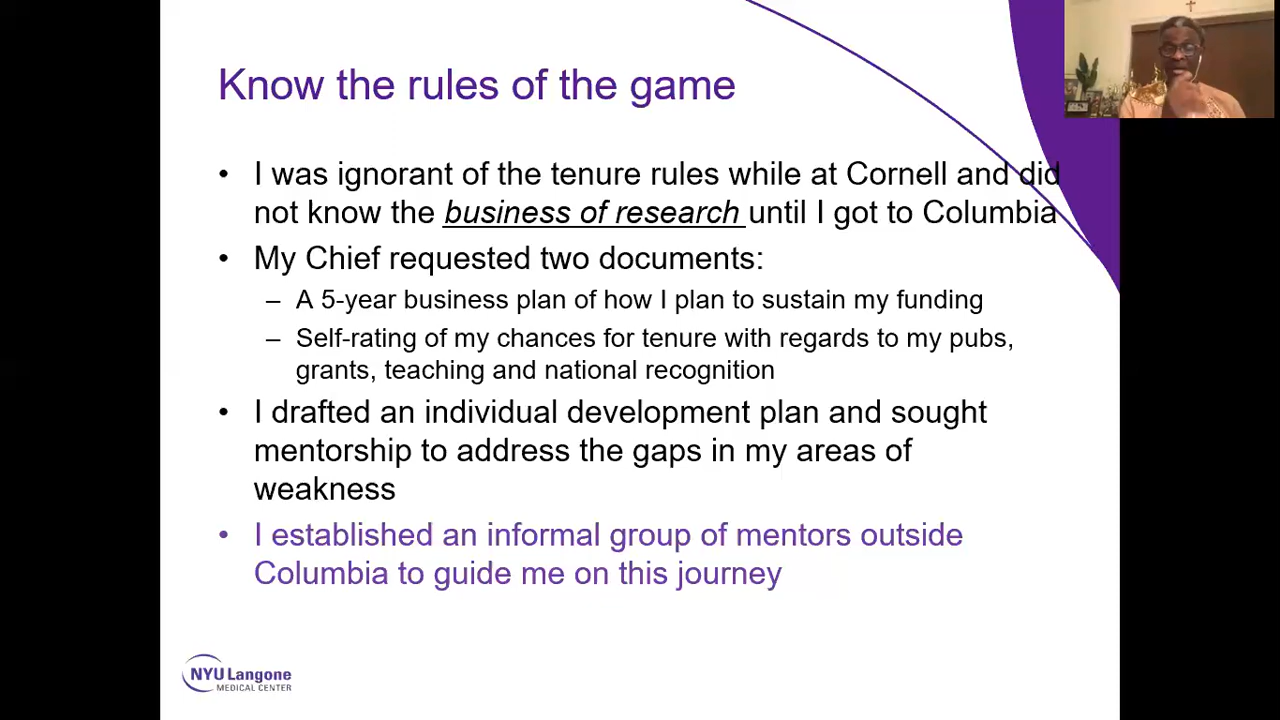 Know the rules of the game
• I was ignorant of the tenure rules while at Cornell and did
not know the business of research until I got to Columbia
• My Chief requested two documents:
– A 5-year business plan of how I plan to sustain my funding
– Self-rating of my chances for tenure with regards to my pubs,
grants, teaching and national recognition
• I drafted an individual development plan and sought
mentorship to address the gaps in my areas of
weakness
• I established an informal group of mentors outside
Columbia to guide me on this journey
NYU Langone
MEDICAL CENTER